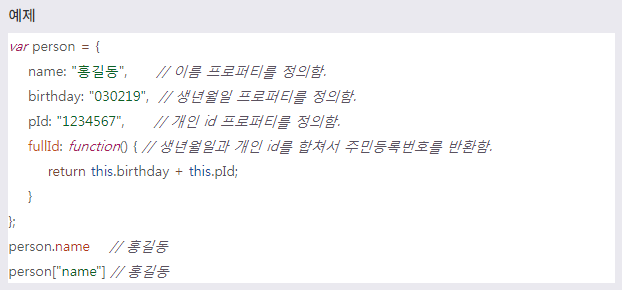 예제
var person = {
name: "홍길동", // 이름 프로퍼티를 정의함.
birthday: "030219", // 생년월일 프로퍼티를 정의함.
pId: "1234567", // 개인 id 프로퍼티를 정의함.
fullId: function() { // 생년월일과 개인 id를 합쳐서 주민등록번호를 반환함.
return this.birthday + this.pId;
}
};
person.name // 홍길동
person["name"] // 홍길동